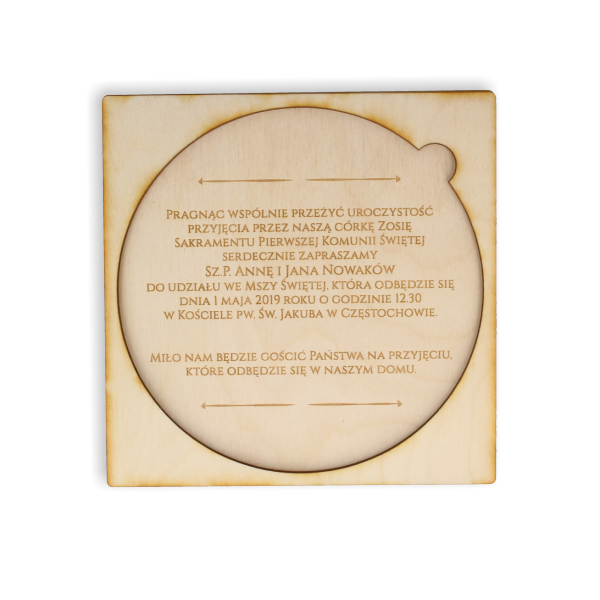 Pragnąc wspólnie przeżyć uroczystość
przyjęcia przez naszą córkę Zosię
Sakramentu Pierwszej Komunii Świętej
serdecznie zapraszamy
Sz.P. Annę i Jana Nowaków
do udziału we Mszy Świętej, która odbędzie się
dnia 1 maja 2019 roku o godzinie 12.30
w Kościele pw. Św. Jakuba w Częstochowie.
Miło nam będzie gościć Państwa na przyjęciu,
które odbędzie się w naszym domu.